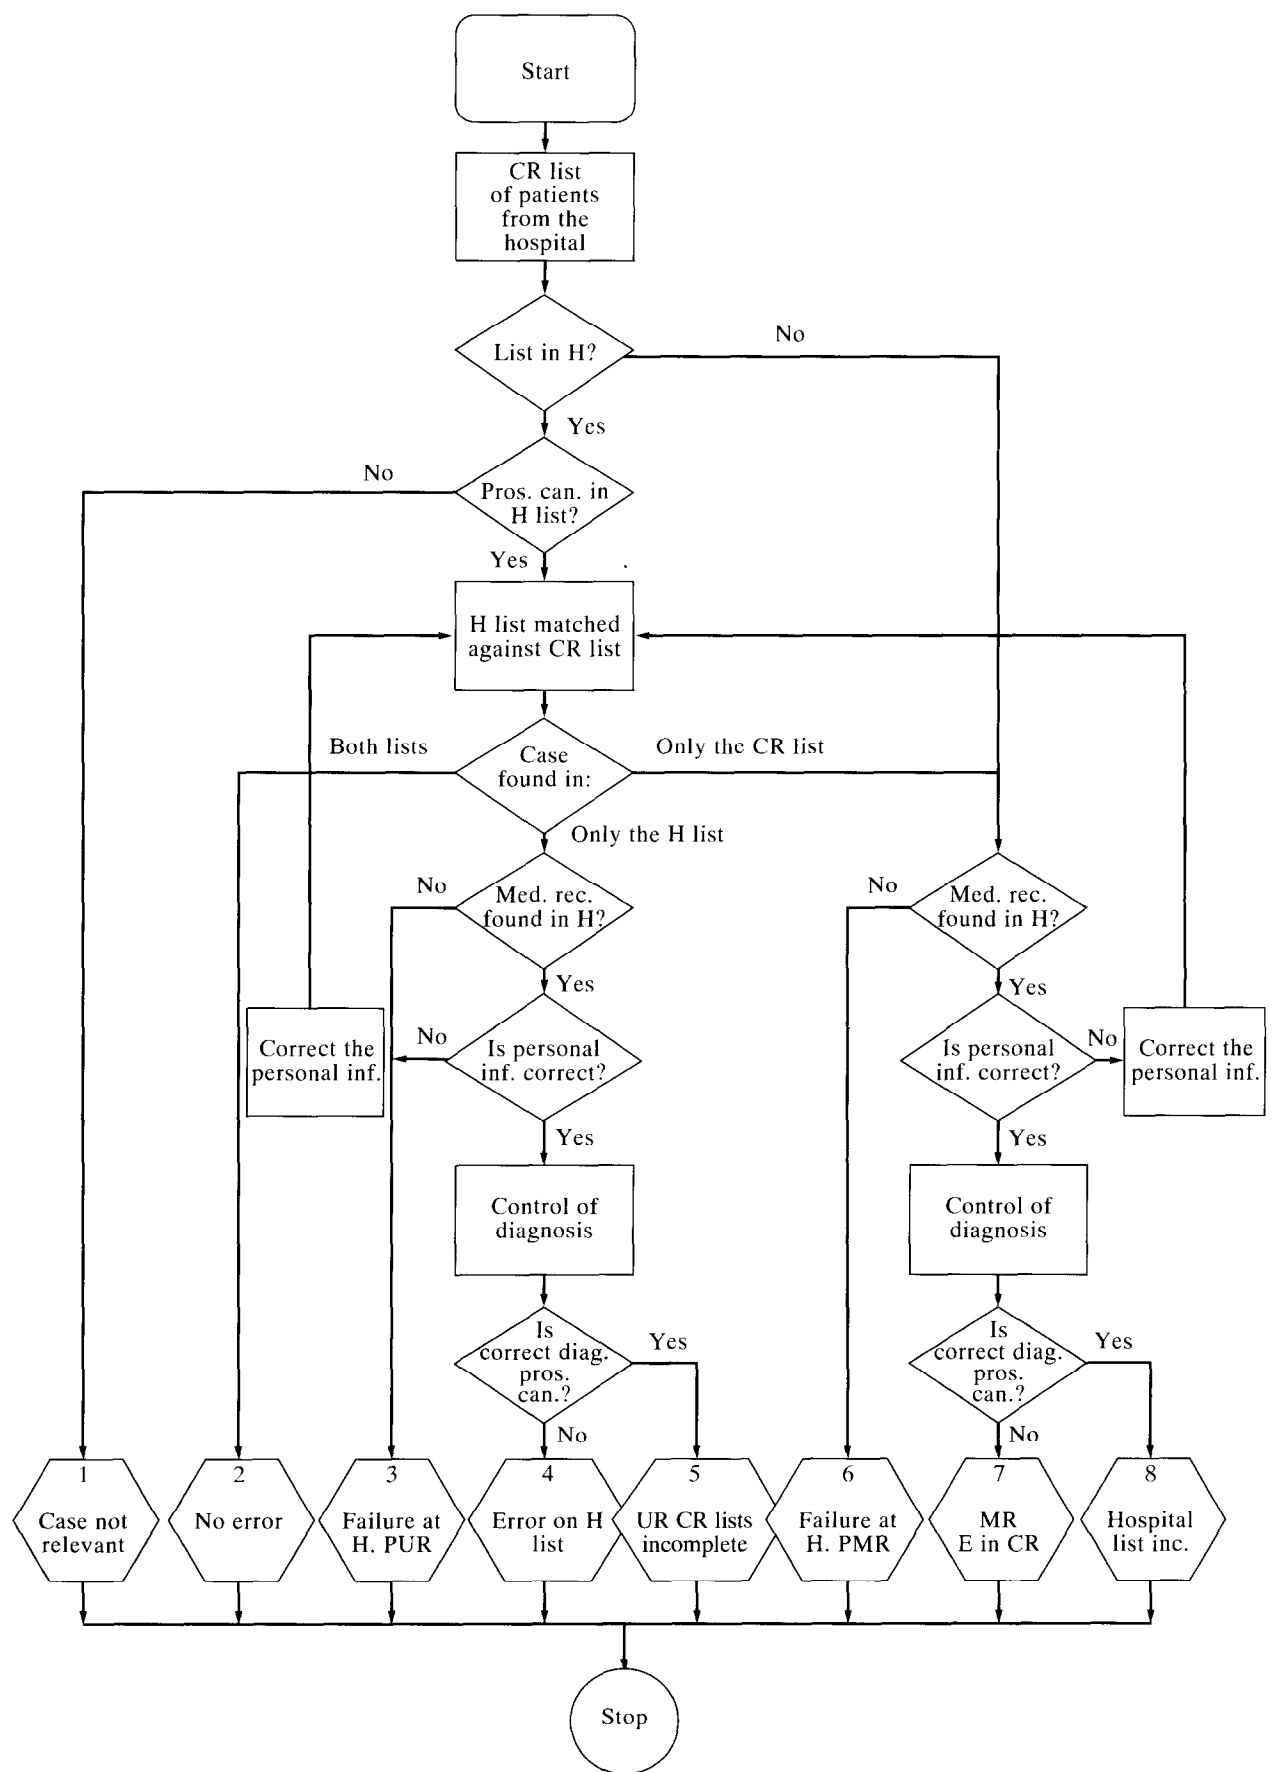 Start
CR list
of patients
from the
hospital
List in H?
No
Yes
Pros. can. in
H list?
No
Yes
H list matched
against CR list
Both lists
Case
found in:
Only the CR list
Only the H list
No
Med. rec.
found in H?
No
Med. rec.
found in H?
Yes
Yes
Correct the
personal inf.
No
Is personal
inf. correct?
Is personal
inf. correct?
No
Correct the
personal inf.
Yes
Yes
Control of
diagnosis
Control of
diagnosis
Is
correct diag.
pros.
can.?
Yes
No
Is
correct diag.
pros.
can.?
Yes
No
1
Case not
relevant
2
No error
3
Failure at
H. PUR
4
Error on H
list
5
UR CR lists
incomplete
6
Failure at
H. PMR
7
MR
E in CR
8
Hospital
list inc.
Stop